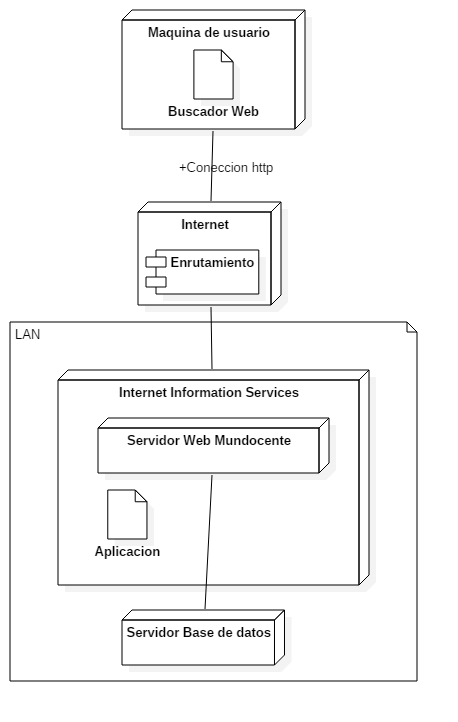 Maquina de usuario
Buscador Web
+Coneccion http
Internet
Enrutamiento
LAN
Internet Information Services
Servidor Web Mundocente
Aplicacion
Servidor Base de datos